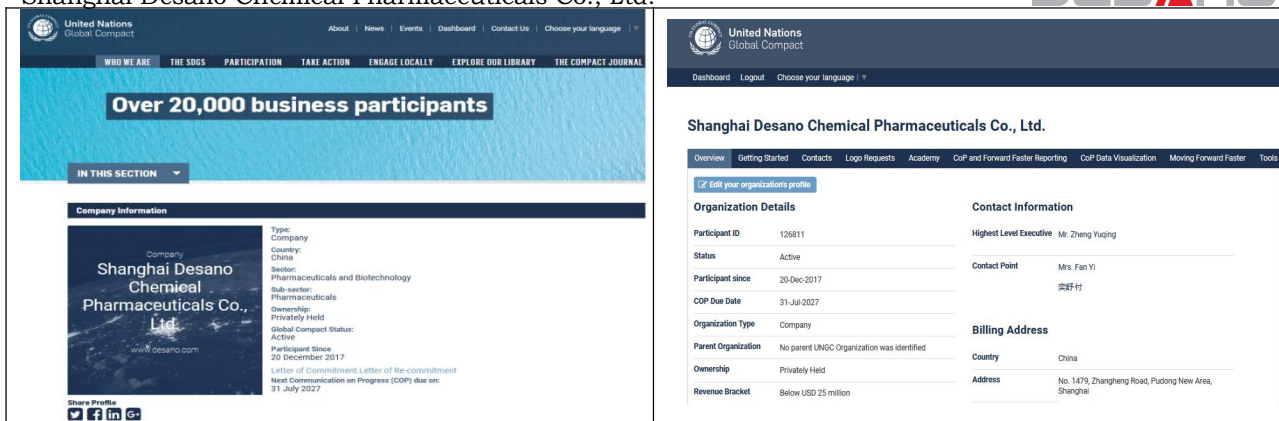 Shanghai Desano Chemical Pharmaceuticals Co., Ltd.
United Nations
Global Compact
About | News | Events | Dashboard | Contact Us | Choose your language | ▼
WHO WE ARE THE SDGS PARTICIPATION TAKE ACTION ENGAGE LOCALLY EXPLORE OUR LIBRARY THE COMPACT JOURNAL
Over 20,000 business participants
IN THIS SECTION
Company Information
Company
Shanghai Desano
Chemical
Pharmaceuticals Co.,
Ltd.
www.desano.com
Type:
Company
Country:
China
Sector:
Pharmaceuticals and Biotechnology
Sub-sector:
Pharmaceuticals
Ownership:
Privately Held
Global Compact Status:
Active
Participant Since
20 December 2017
Letter of Commitment Letter of Re-commitment
Next Communication on Progress (COP) due on:
31 July 2027
Share Profile
United Nations
Global Compact
Dashboard Logout Choose your language | ▼
Shanghai Desano Chemical Pharmaceuticals Co., Ltd.
Overview Getting Started Contacts Logo Requests Academy CoP and Forward Faster Reporting CoP Data Visualization Moving Forward Faster Tools
Edit your organization's profile
Organization Details
Participant ID 126811
Status Active
Participant since 20-Dec-2017
COP Due Date 31-Jul-2027
Organization Type Company
Parent Organization No parent UNGC Organization was identified
Ownership Privately Held
Revenue Bracket Below USD 25 million
Contact Information
Highest Level Executive Mr. Zheng Yuqing
Contact Point Mrs. Fan Yi
Billing Address
Country China
Address No. 1479, Zhangheng Road, Pudong New Area,
Shanghai